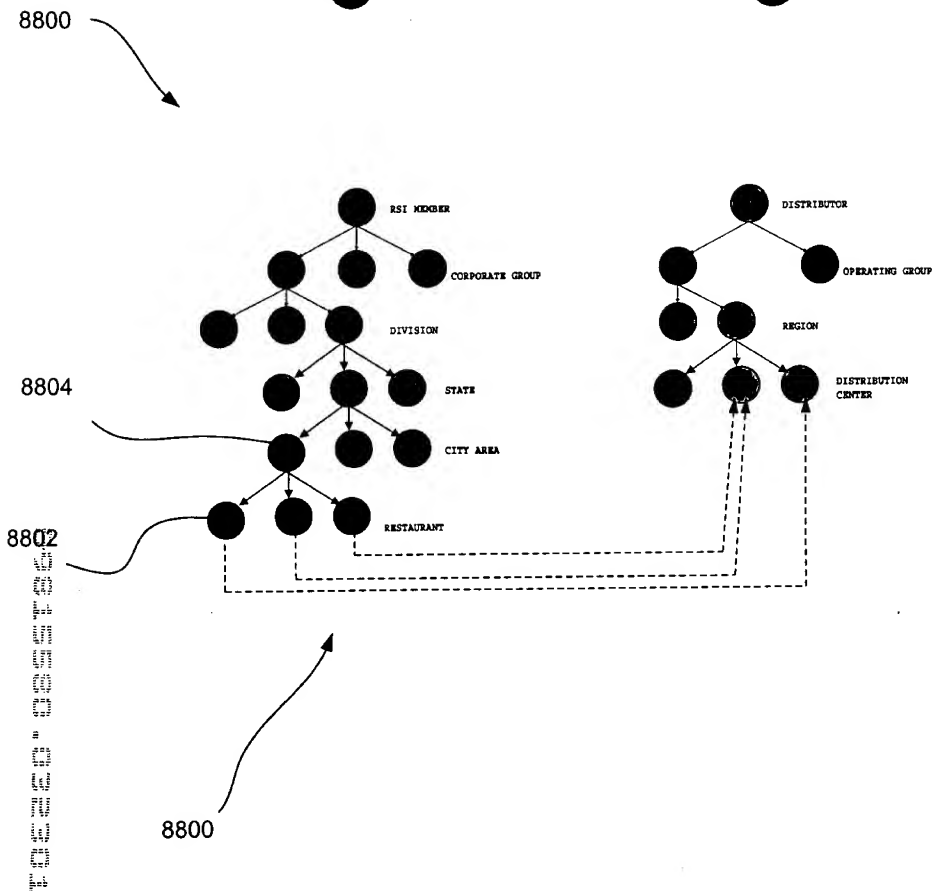 8800
RSI MEMBER
DISTRIBUTOR
CORPORATE GROUP
OPERATING GROUP
DIVISION
REGION
8804
STATE
DISTRIBUTION
CENTER
CITY AREA
8802
RESTAURANT
8800